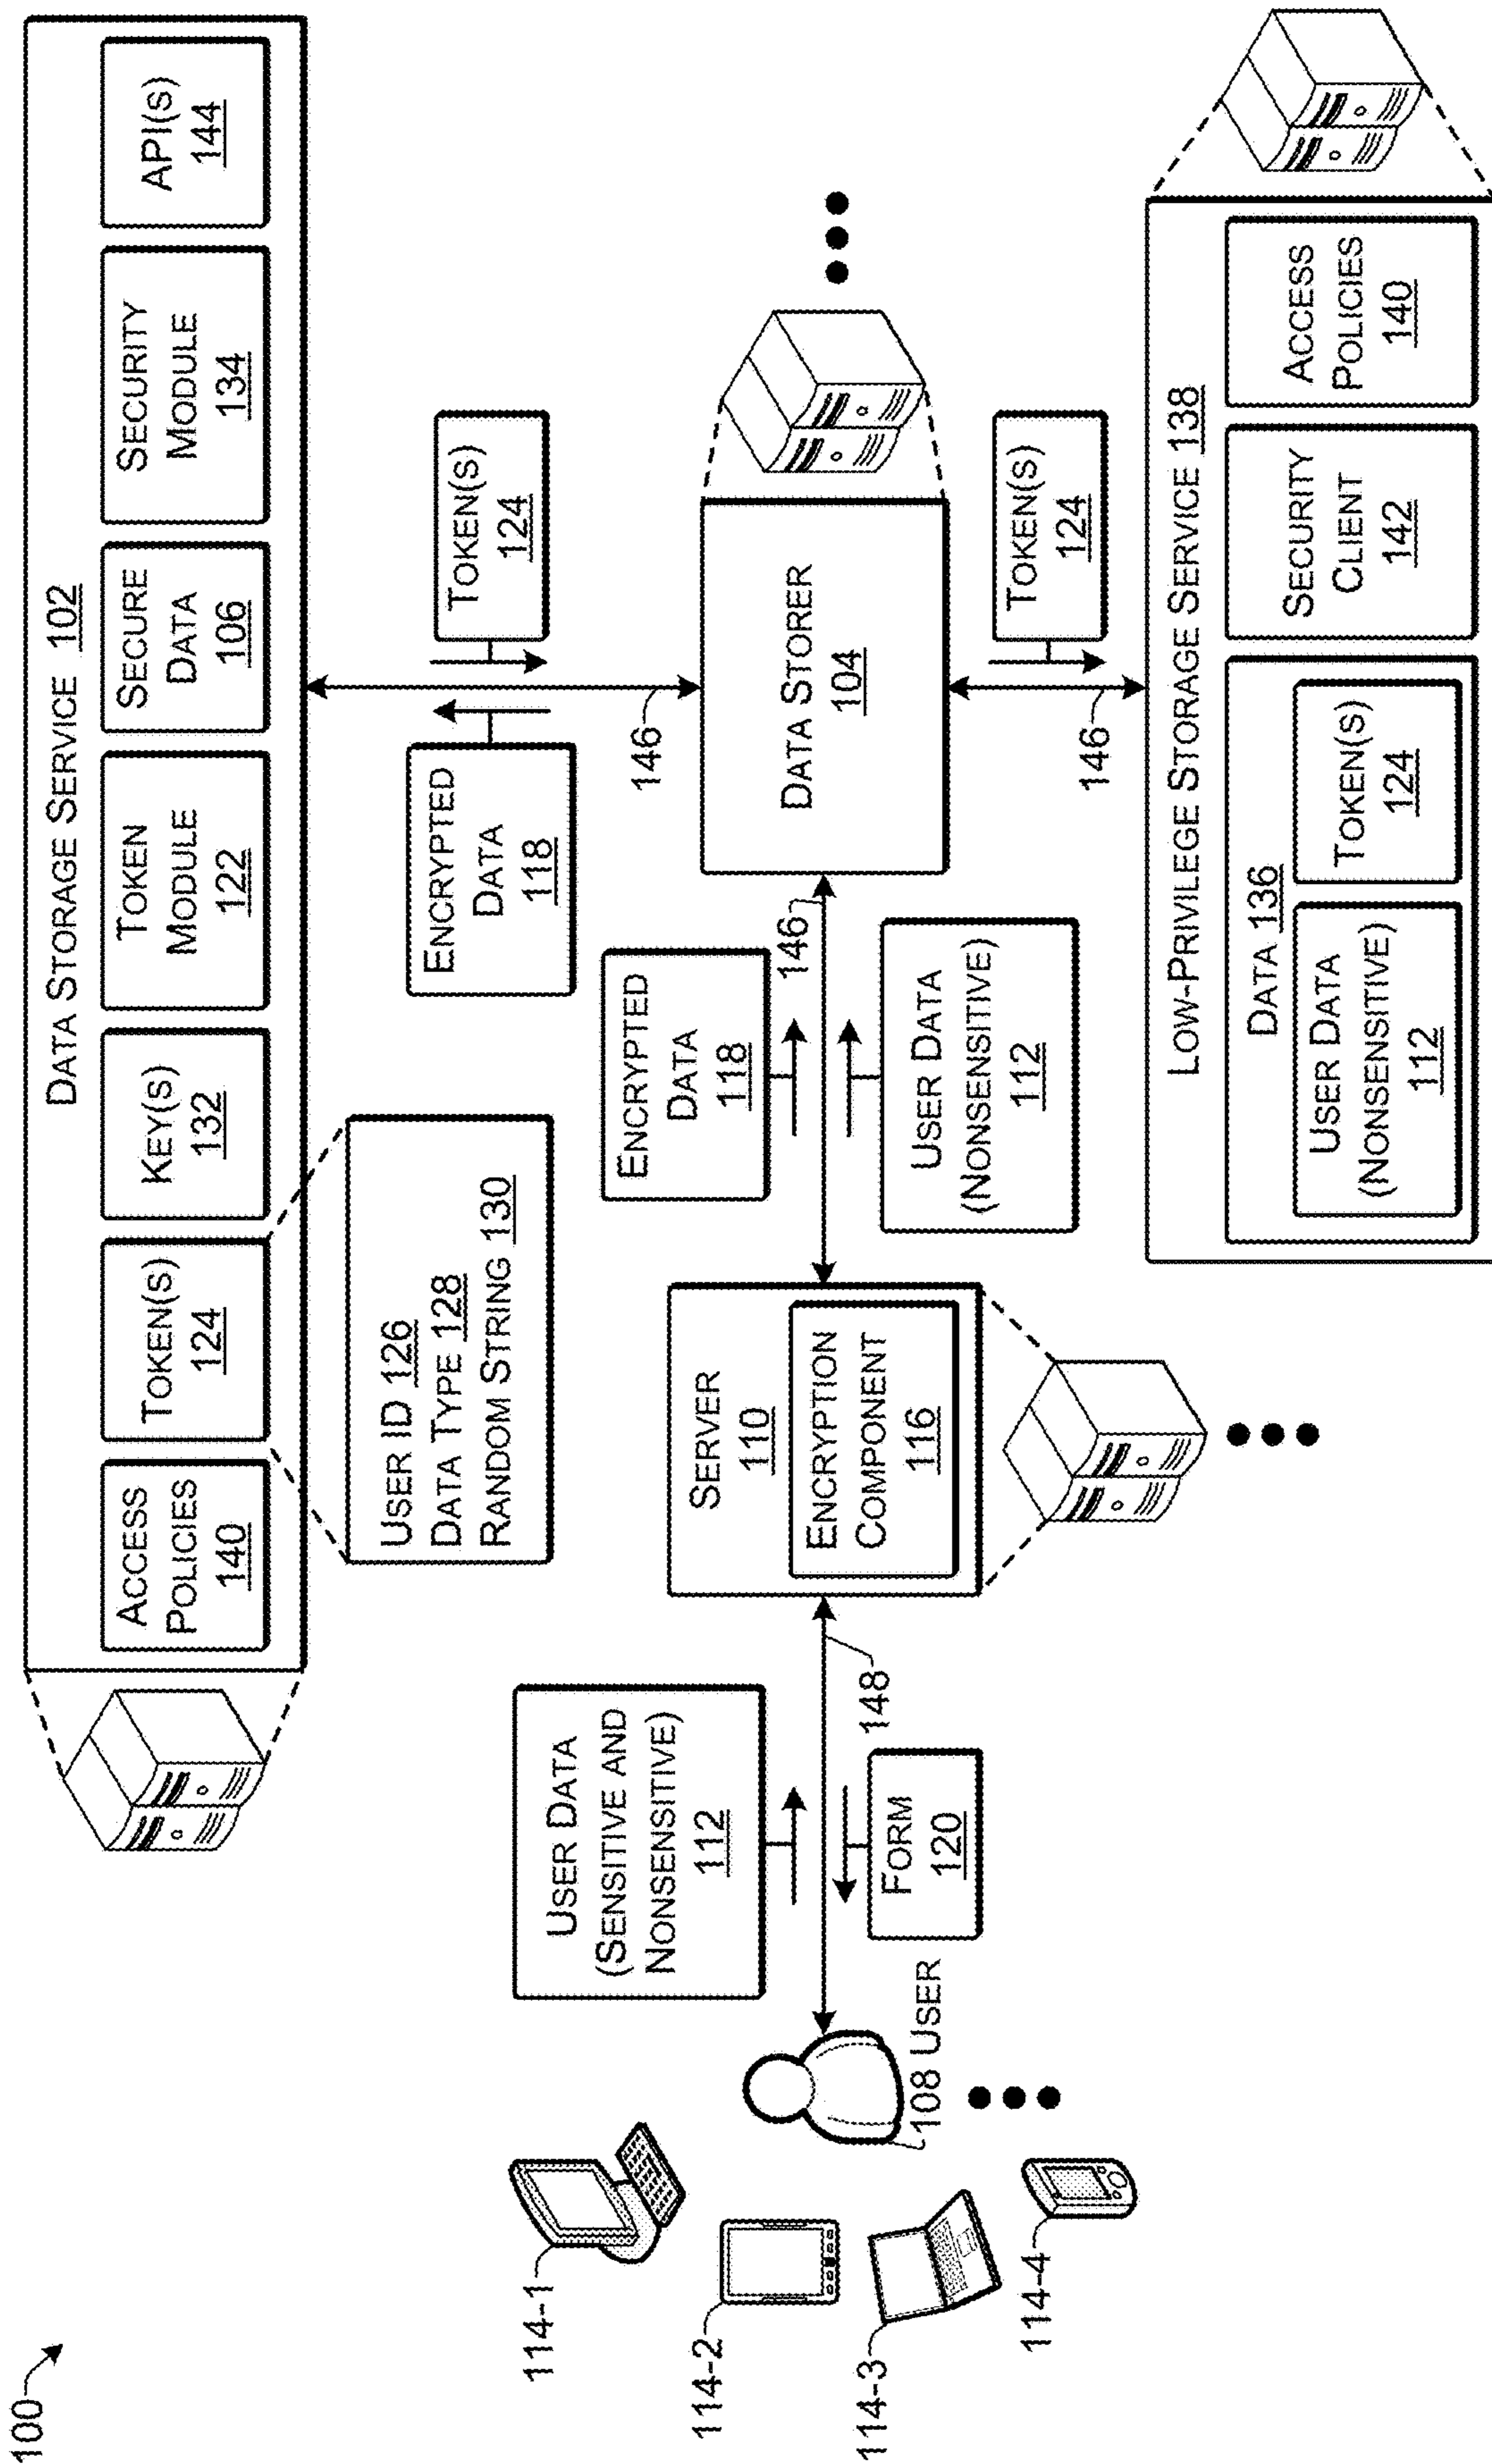 100
DATA STORAGE SERVICE 102
ACCESS
POLICIES
140
TOKEN(S)
124
KEY(S)
132
TOKEN
MODULE
122
SECURE
DATA
106
SECURITY
MODULE
134
API(S)
144
USER ID 126
DATA TYPE 128
RANDOM STRING 130
ENCRYPTED
DATA
118
TOKEN(S)
124
146
114-1
114-2
114-3
114-4
108 USER
USER DATA
(SENSITIVE AND
NONSENSITIVE)
112
FORM
120
148
SERVER
110
ENCRYPTION
COMPONENT
116
ENCRYPTED
DATA
118
146
USER DATA
(NONSENSITIVE)
112
DATA STORER
104
TOKEN(S)
124
146
LOW-PRIVILEGE STORAGE SERVICE 138
DATA 136
USER DATA
(NONSENSITIVE)
112
TOKEN(S)
124
SECURITY
CLIENT
142
ACCESS
POLICIES
140